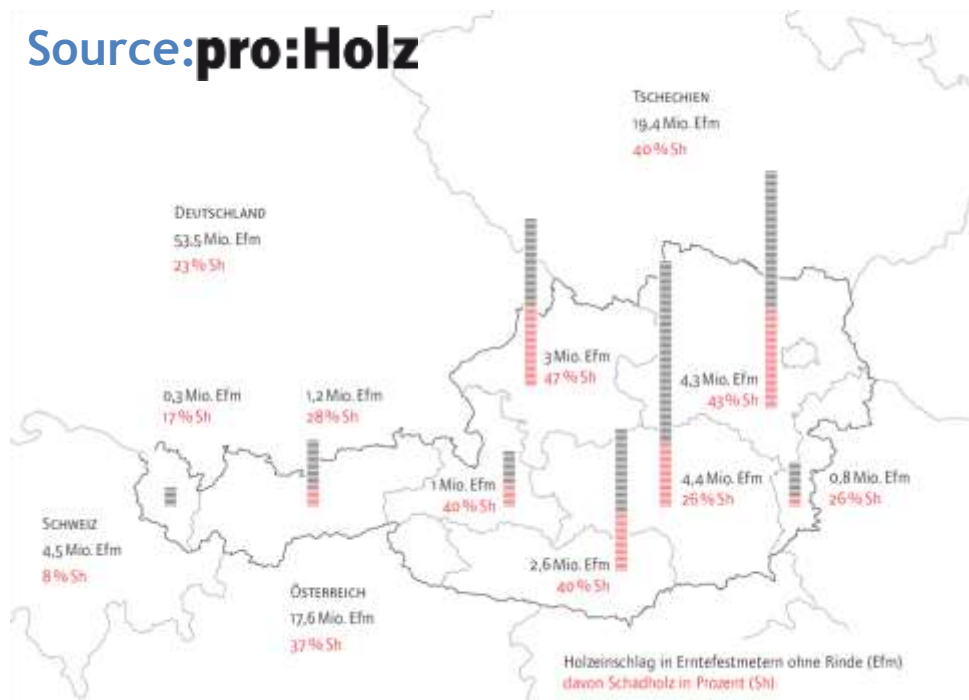 Source:pro:Holz
TSCHECHIEN
19,4 Mio. Efm
40 % Sh
DEUTSCHLAND
53,5 Mio. Efm
23 % Sh
3 Mio. Efm
47 % Sh
4,3 Mio. Efm
43 % Sh
0,3 Mio. Efm
17 % Sh
1,2 Mio. Efm
28 % Sh
1 Mio. Efm
40 % Sh
4,4 Mio. Efm
26 % Sh
0,8 Mio. Efm
26 % Sh
SCHWEIZ
4,5 Mio. Efm
8 % Sh
2,6 Mio. Efm
40 % Sh
ÖSTERREICH
17,6 Mio. Efm
37 % Sh
Holzeinschlag in Erntefestmetern ohne Rinde (Efm)
davon Schadholz in Prozent (Sh)